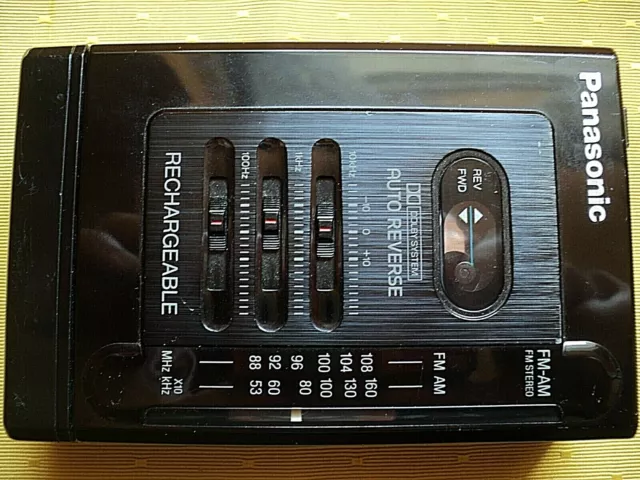 Panasonic
FM-AM
FM STEREO
REV
FWD
DOLBY SYSTEM
AUTO REVERSE
FM AM
-10 0 +10
108 160
10kHz
104 130
100 100
1kHz
96 80
92 60
100Hz
88 53
X10
MHz kHz
RECHARGEABLE